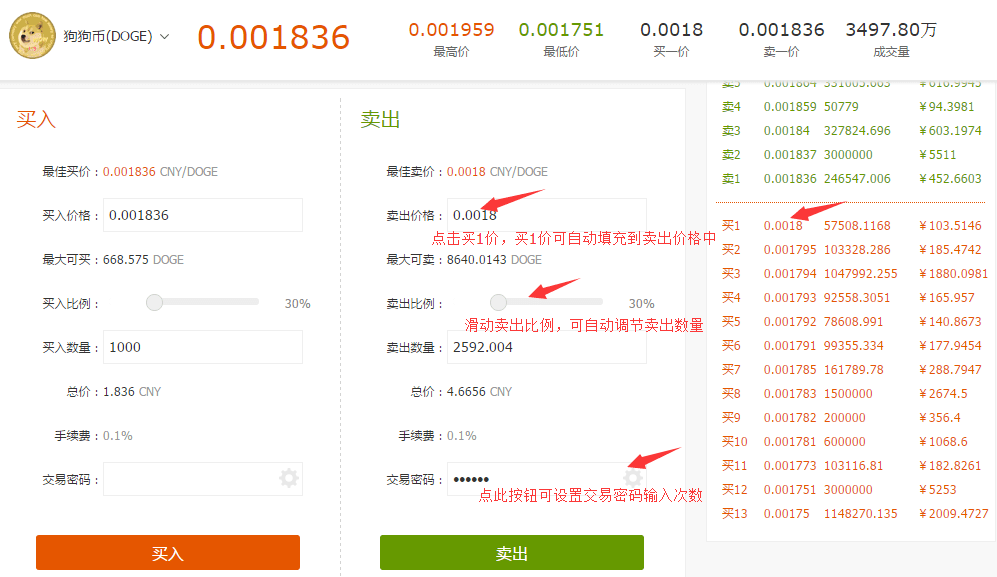 狗狗币(DOGE)
0.001836
0.001959
最高价
0.001751
最低价
0.0018
买一价
0.001836
卖一价
3497.80万
成交量
买入
最佳买价：0.001836 CNY/DOGE
买入价格：0.001836
最大可买：668.575 DOGE
买入比例： 30%
买入数量：1000
总价：1.836 CNY
手续费：0.1%
交易密码：
买入
卖出
最佳卖价：0.0018 CNY/DOGE
卖出价格：0.0018
点击买1价，买1价可自动填充到卖出价格中
最大可卖：8640.0143 DOGE
卖出比例： 30%
滑动卖出比例，可自动调节卖出数量
卖出数量：2592.004
总价：4.6656 CNY
手续费：0.1%
交易密码：••••••
点此按钮可设置交易密码输入次数
卖出
卖4 0.001859 50779 ￥94.3981
卖3 0.00184 327824.696 ￥603.1974
卖2 0.001837 3000000 ￥5511
卖1 0.001836 246547.006 ￥452.6603
买1 0.0018 57508.1168 ￥103.5146
买2 0.001795 103328.286 ￥185.4742
买3 0.001794 1047992.255 ￥1880.0981
买4 0.001793 92558.3051 ￥165.957
买5 0.001792 78608.991 ￥140.8673
买6 0.001791 99355.334 ￥177.9454
买7 0.001785 161789.78 ￥288.7947
买8 0.001783 1500000 ￥2674.5
买9 0.001782 200000 ￥356.4
买10 0.001781 600000 ￥1068.6
买11 0.001773 103116.81 ￥182.8261
买12 0.001751 3000000 ￥5253
买13 0.00175 1148270.135 ￥2009.4727